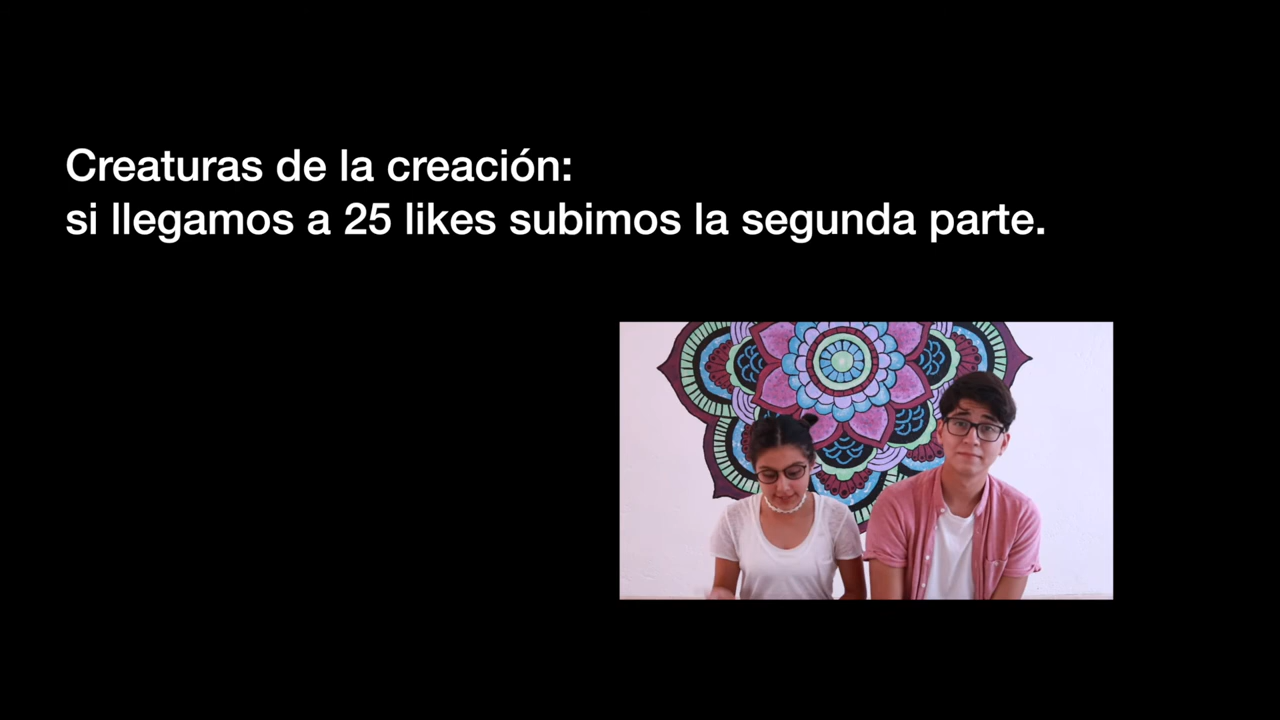 Creaturas de la creación:
si llegamos a 25 likes subimos la segunda parte.